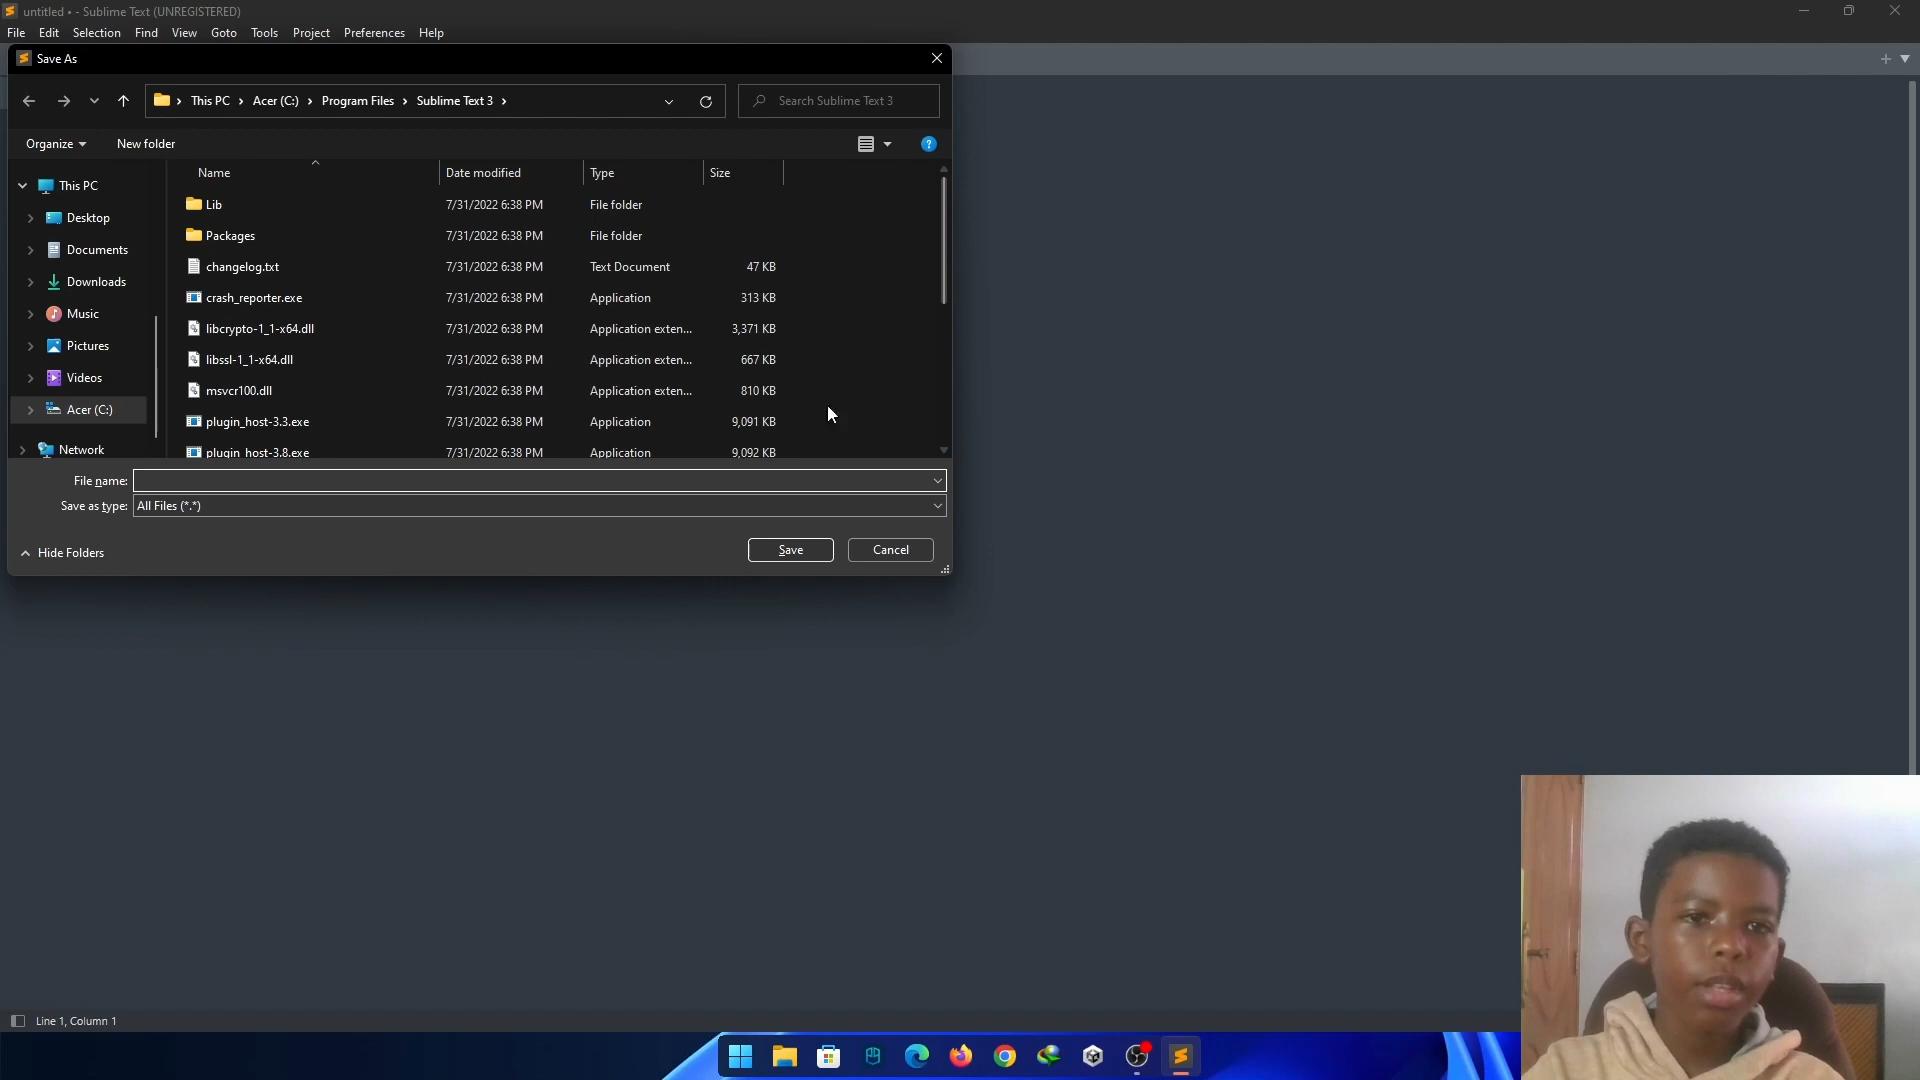 untitled • - Sublime Text (UNREGISTERED)
File Edit Selection Find View Goto Tools Project Preferences Help
Save As
This PC > Acer (C:) > Program Files > Sublime Text 3 >
Search Sublime Text 3
Organize
New folder
Name Date modified Type Size
This PC
Desktop
Documents
Downloads
Music
Pictures
Videos
Acer (C:)
Network
Lib 7/31/2022 6:38 PM File folder
Packages 7/31/2022 6:38 PM File folder
changelog.txt 7/31/2022 6:38 PM Text Document 47 KB
crash_reporter.exe 7/31/2022 6:38 PM Application 313 KB
libcrypto-1_1-x64.dll 7/31/2022 6:38 PM Application exten... 3,371 KB
libssl-1_1-x64.dll 7/31/2022 6:38 PM Application exten... 667 KB
msvcr100.dll 7/31/2022 6:38 PM Application exten... 810 KB
plugin_host-3.3.exe 7/31/2022 6:38 PM Application 9,091 KB
plugin_host-3.8.exe 7/31/2022 6:38 PM Application 9,092 KB
File name:
Save as type: All Files (*.*)
Hide Folders
Save
Cancel
Line 1, Column 1